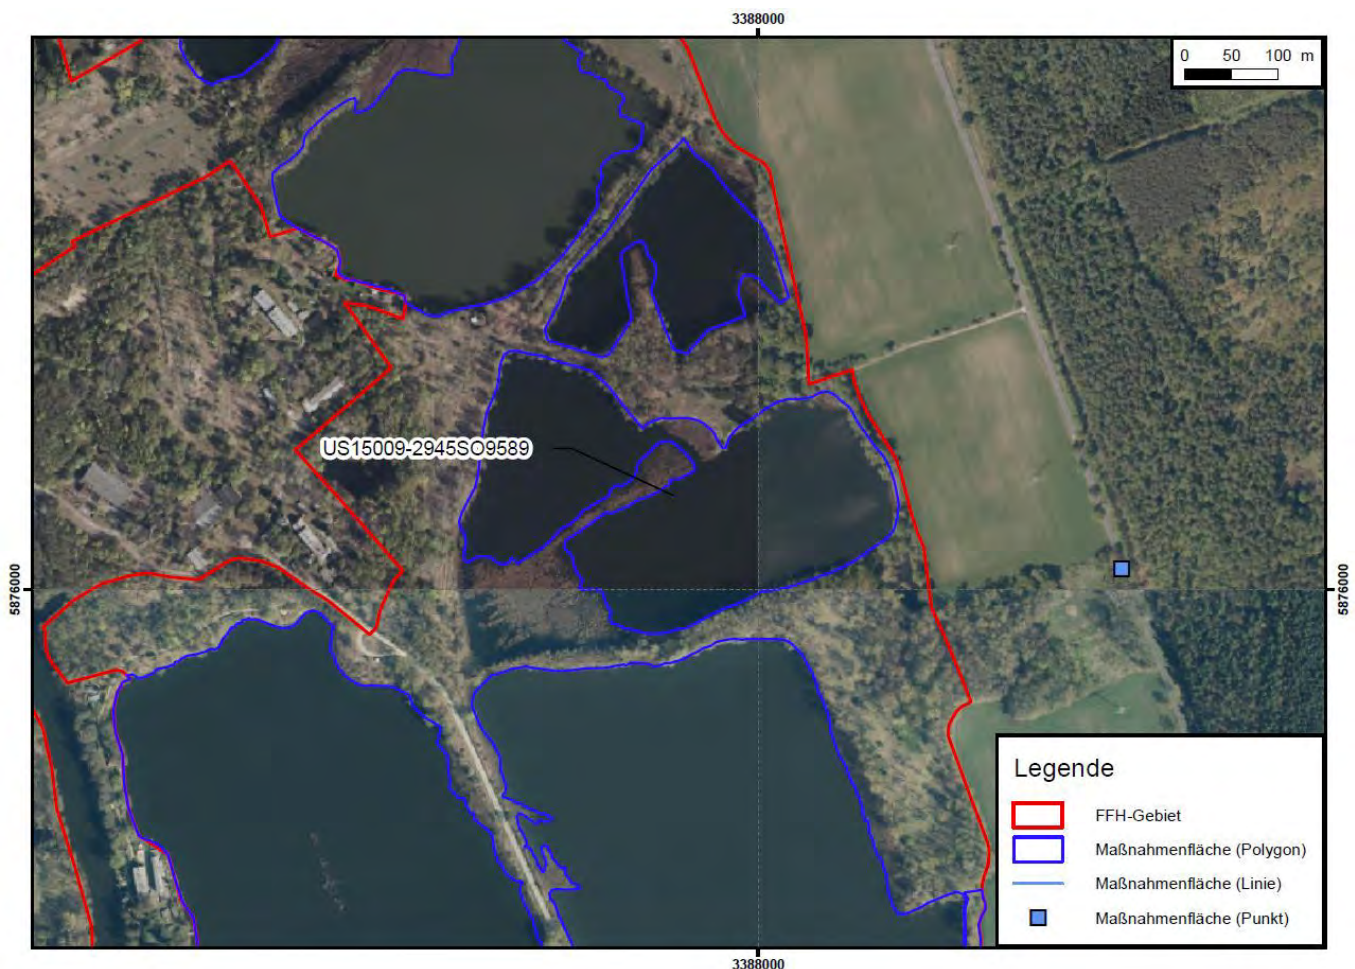 3388000
0 50 100 m
US15009-2945SO9589
5876000
5876000
Legende
FFH-Gebiet
Maßnahmenfläche (Polygon)
Maßnahmenfläche (Linie)
Maßnahmenfläche (Punkt)
3388000